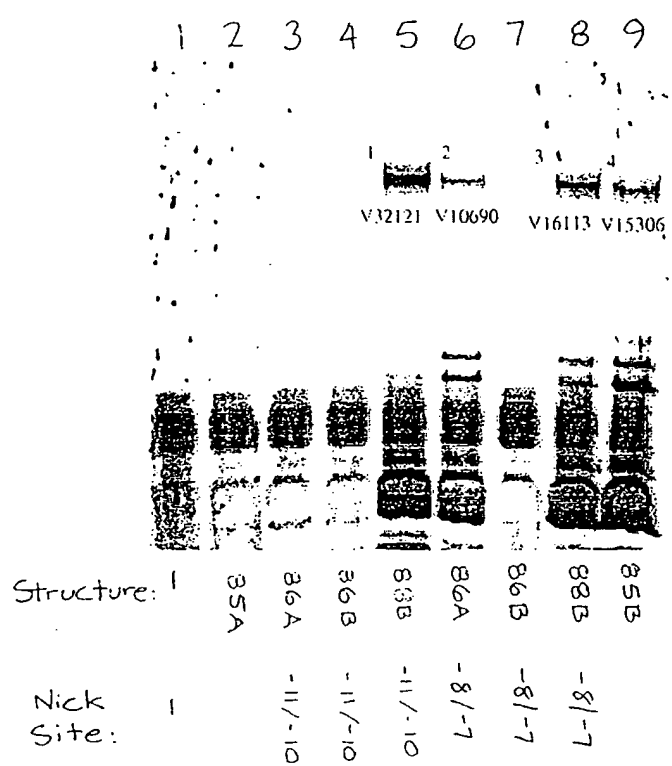 1 2 3 4 5 6 7 8 9
1 2 3 4
V32121 V10690 V16113 V15306
Structure: 1 85A 86A 86B 88B 86A 86B 88B 85B
Nick Site: 1 -11/-10 -11/-10 -11/-10 -8/-7 -8/-7 -8/-7